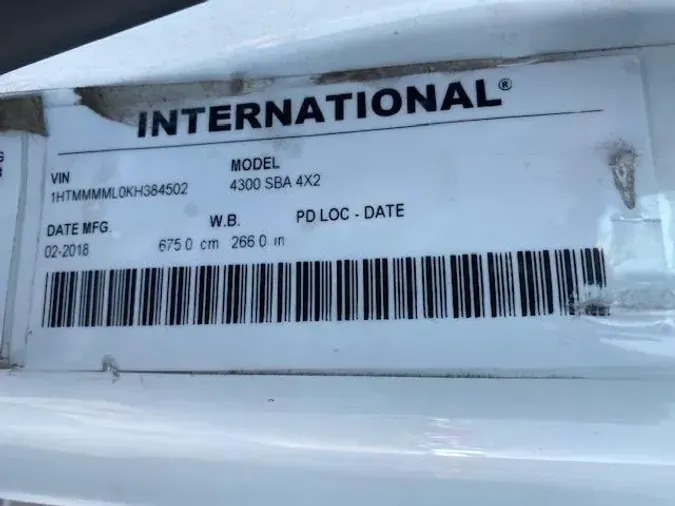 INTERNATIONAL®
VIN MODEL
1HTMMMML0KH384502 4300 SBA 4X2
DATE MFG. W.B. PD LOC - DATE
02-2018 675.0 cm 266.0 in